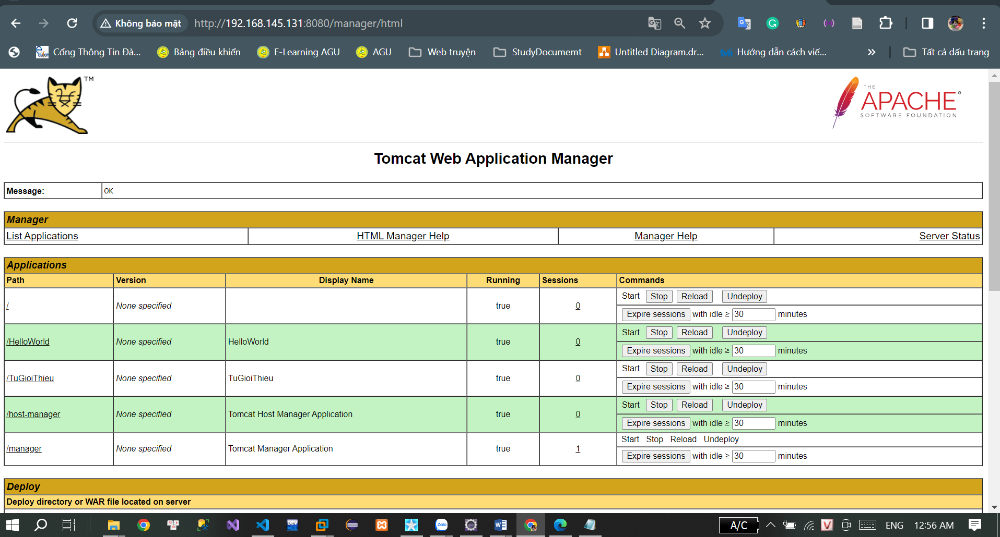 Không bảo mật http://192.168.145.131:8080/manager/html
Cổng Thông Tin Đà... Bảng điều khiển E-Learning AGU AGU Web truyện StudyDocumemt Untitled Diagram.dr... Hướng dẫn cách viế... » Tất cả dấu trang
TM
THE
APACHE®
SOFTWARE FOUNDATION
Tomcat Web Application Manager
Message: OK
Manager
List Applications HTML Manager Help Manager Help Server Status
Applications
Path Version Display Name Running Sessions Commands
/ None specified true 0 Start Stop Reload Undeploy
Expire sessions with idle ≥ 30 minutes
/HelloWorld None specified HelloWorld true 0 Start Stop Reload Undeploy
Expire sessions with idle ≥ 30 minutes
/TuGioiThieu None specified TuGioiThieu true 0 Start Stop Reload Undeploy
Expire sessions with idle ≥ 30 minutes
/host-manager None specified Tomcat Host Manager Application true 0 Start Stop Reload Undeploy
Expire sessions with idle ≥ 30 minutes
/manager None specified Tomcat Manager Application true 1 Start Stop Reload Undeploy
Expire sessions with idle ≥ 30 minutes
Deploy
Deploy directory or WAR file located on server
DEV Zalo A/C V ENG 12:56 AM